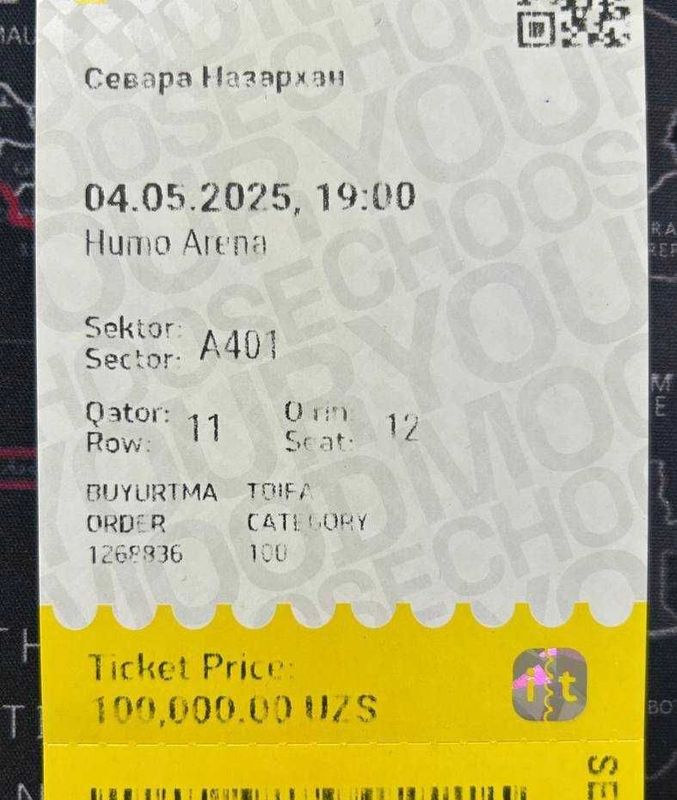 Севара Назархан
04.05.2025, 19:00
Humo Arena
Sektor:
Sector: A401
Qator: O'rin:
Row: 11 Seat: 12
BUYURTMA TOIFA
ORDER CATEGORY
1268836 100
Ticket Price:
100,000.00 UZS